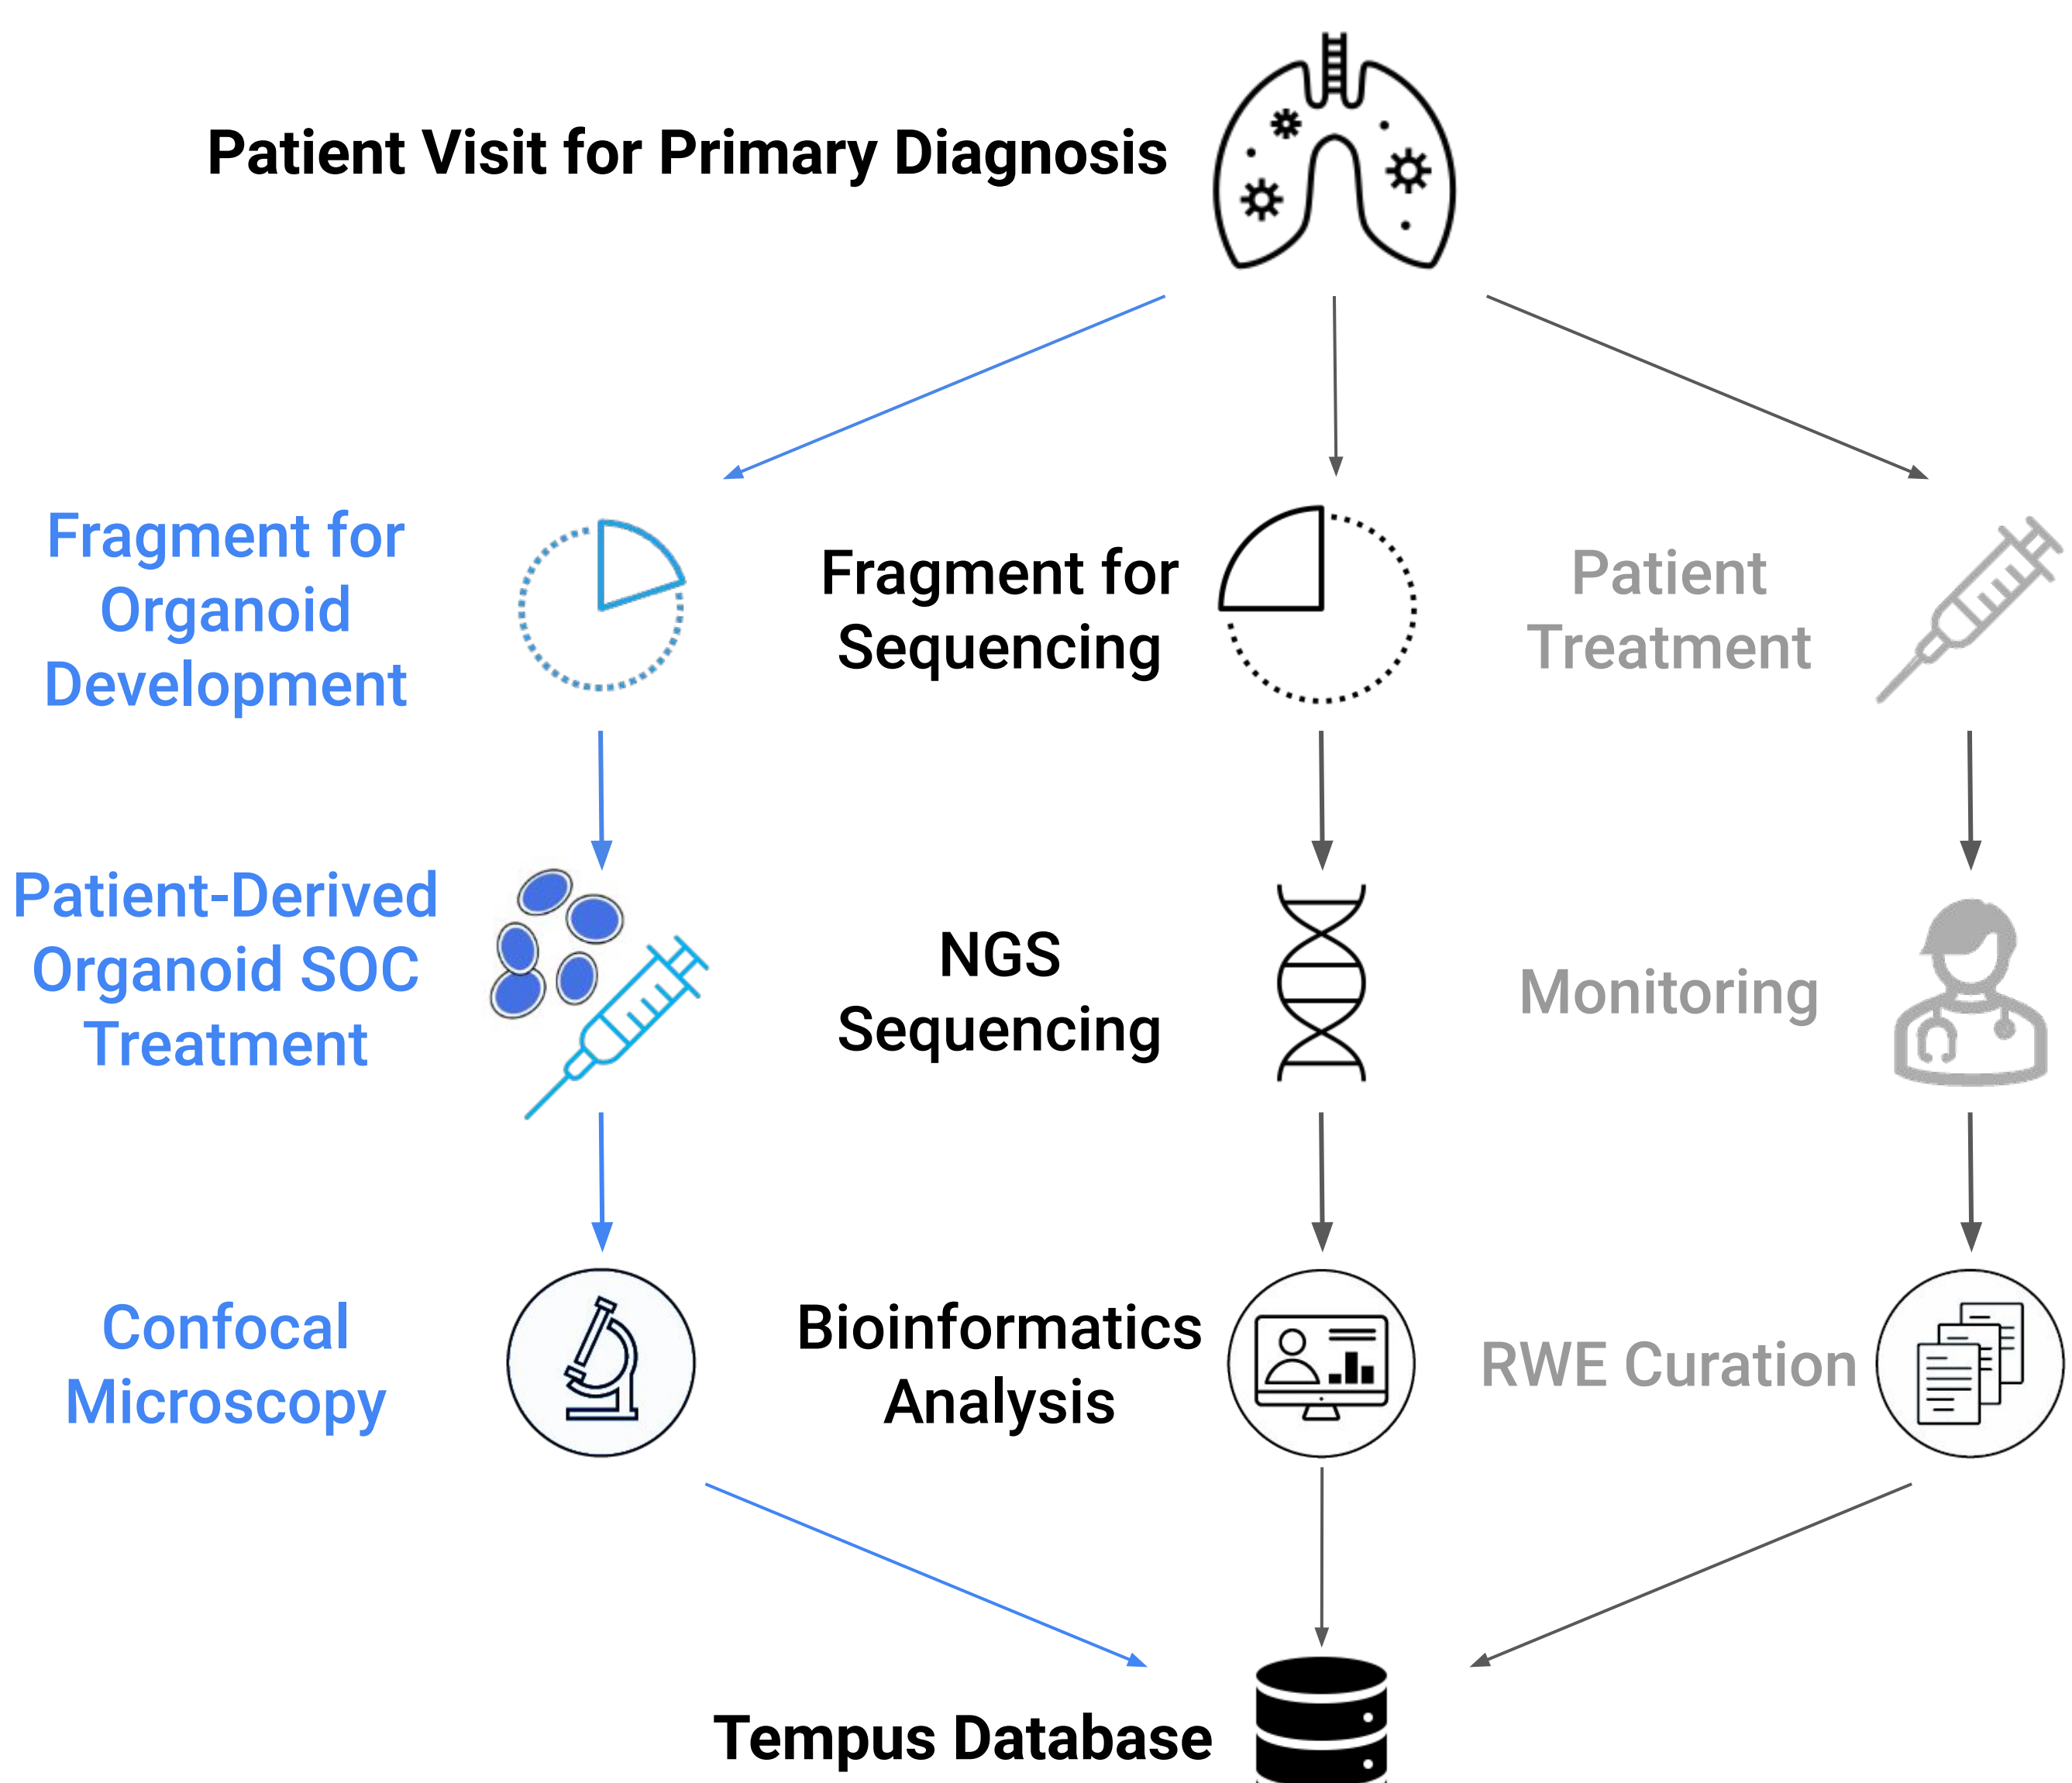 Patient Visit for Primary Diagnosis
Fragment for
Organoid
Development
Fragment for
Sequencing
Patient
Treatment
Patient-Derived
Organoid SOC
Treatment
NGS
Sequencing
Monitoring
Confocal
Microscopy
Bioinformatics
Analysis
RWE Curation
Tempus Database